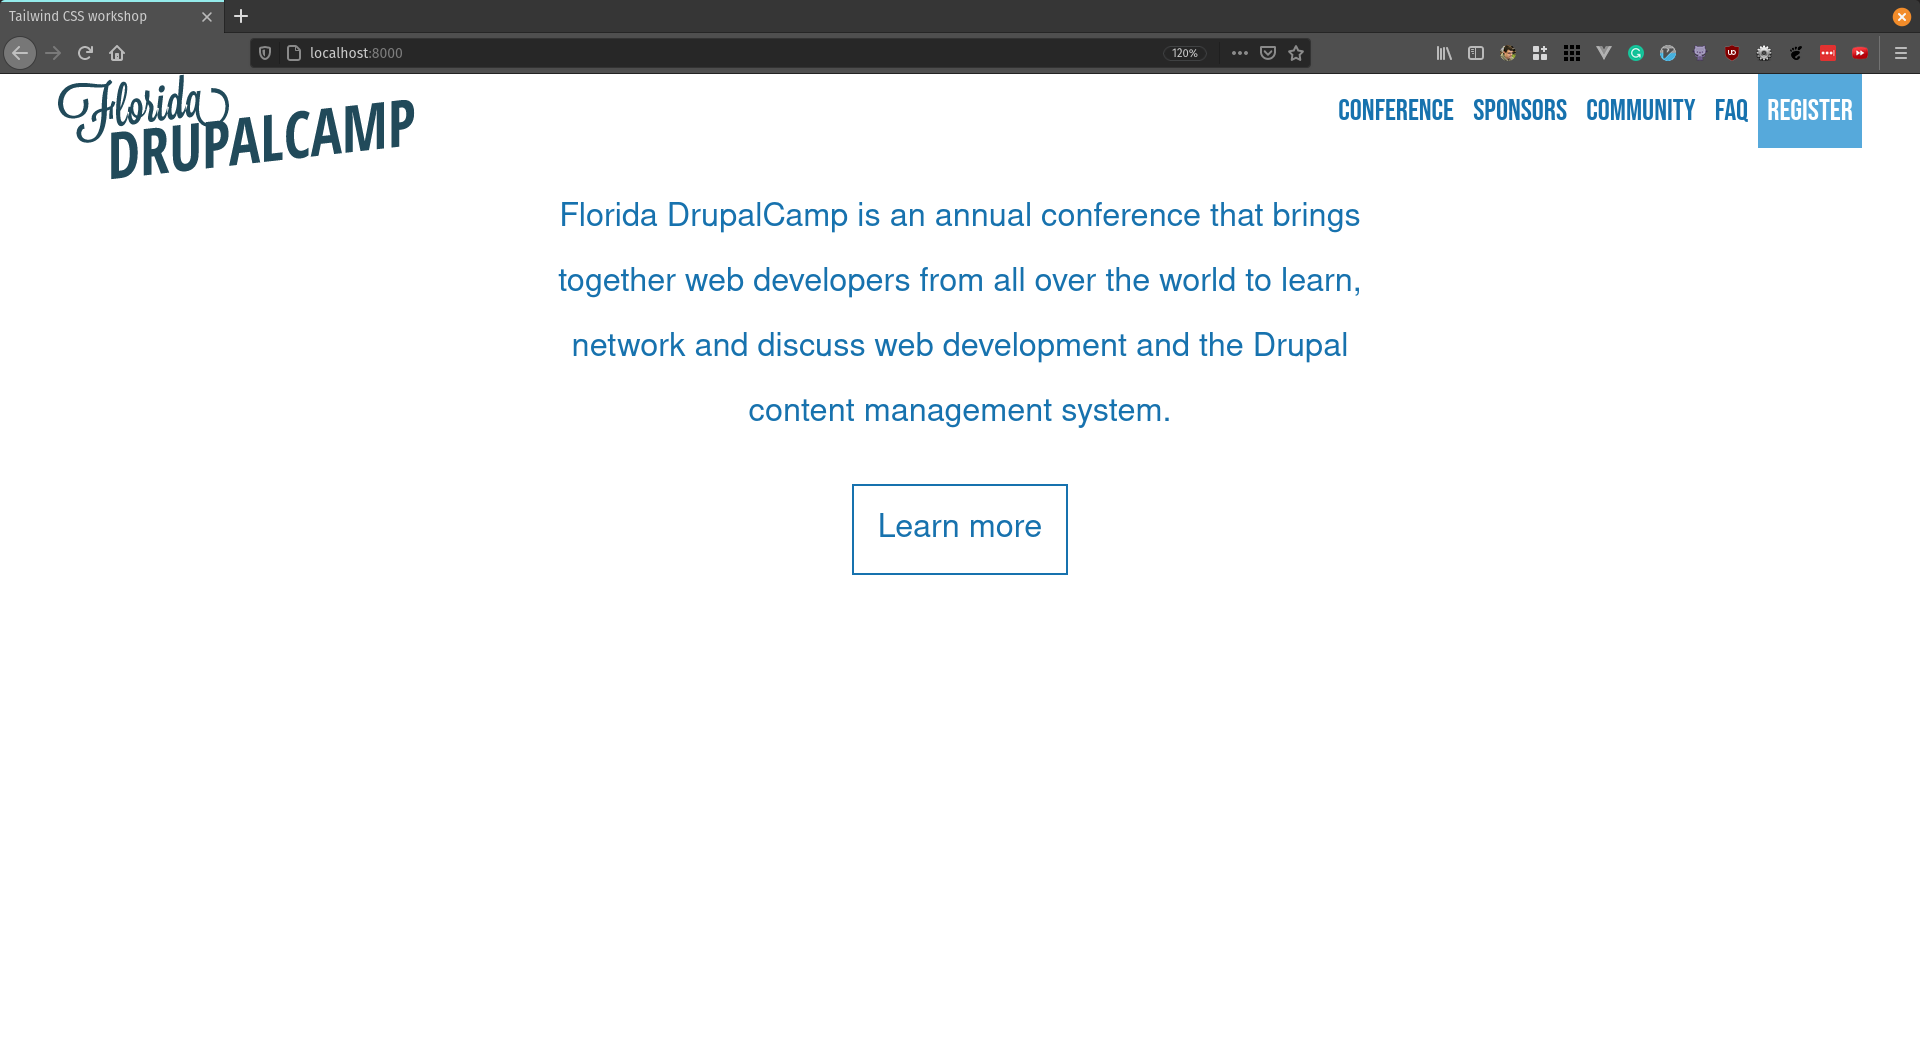 Tailwind CSS workshop
localhost:8000
120%
Florida
DRUPALCAMP
CONFERENCE SPONSORS COMMUNITY FAQ REGISTER
Florida DrupalCamp is an annual conference that brings
together web developers from all over the world to learn,
network and discuss web development and the Drupal
content management system.
Learn more